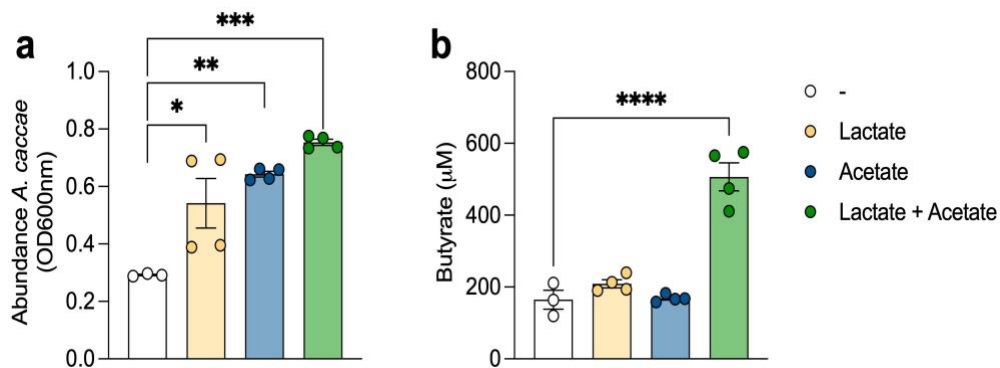 a
***
**
*
1.0
0.8
0.6
0.4
0.2
0.0
Abundance A. caccae
(OD600nm)
b
****
800
600
400
200
0
Butyrate (μM)
-
Lactate
Acetate
Lactate + Acetate